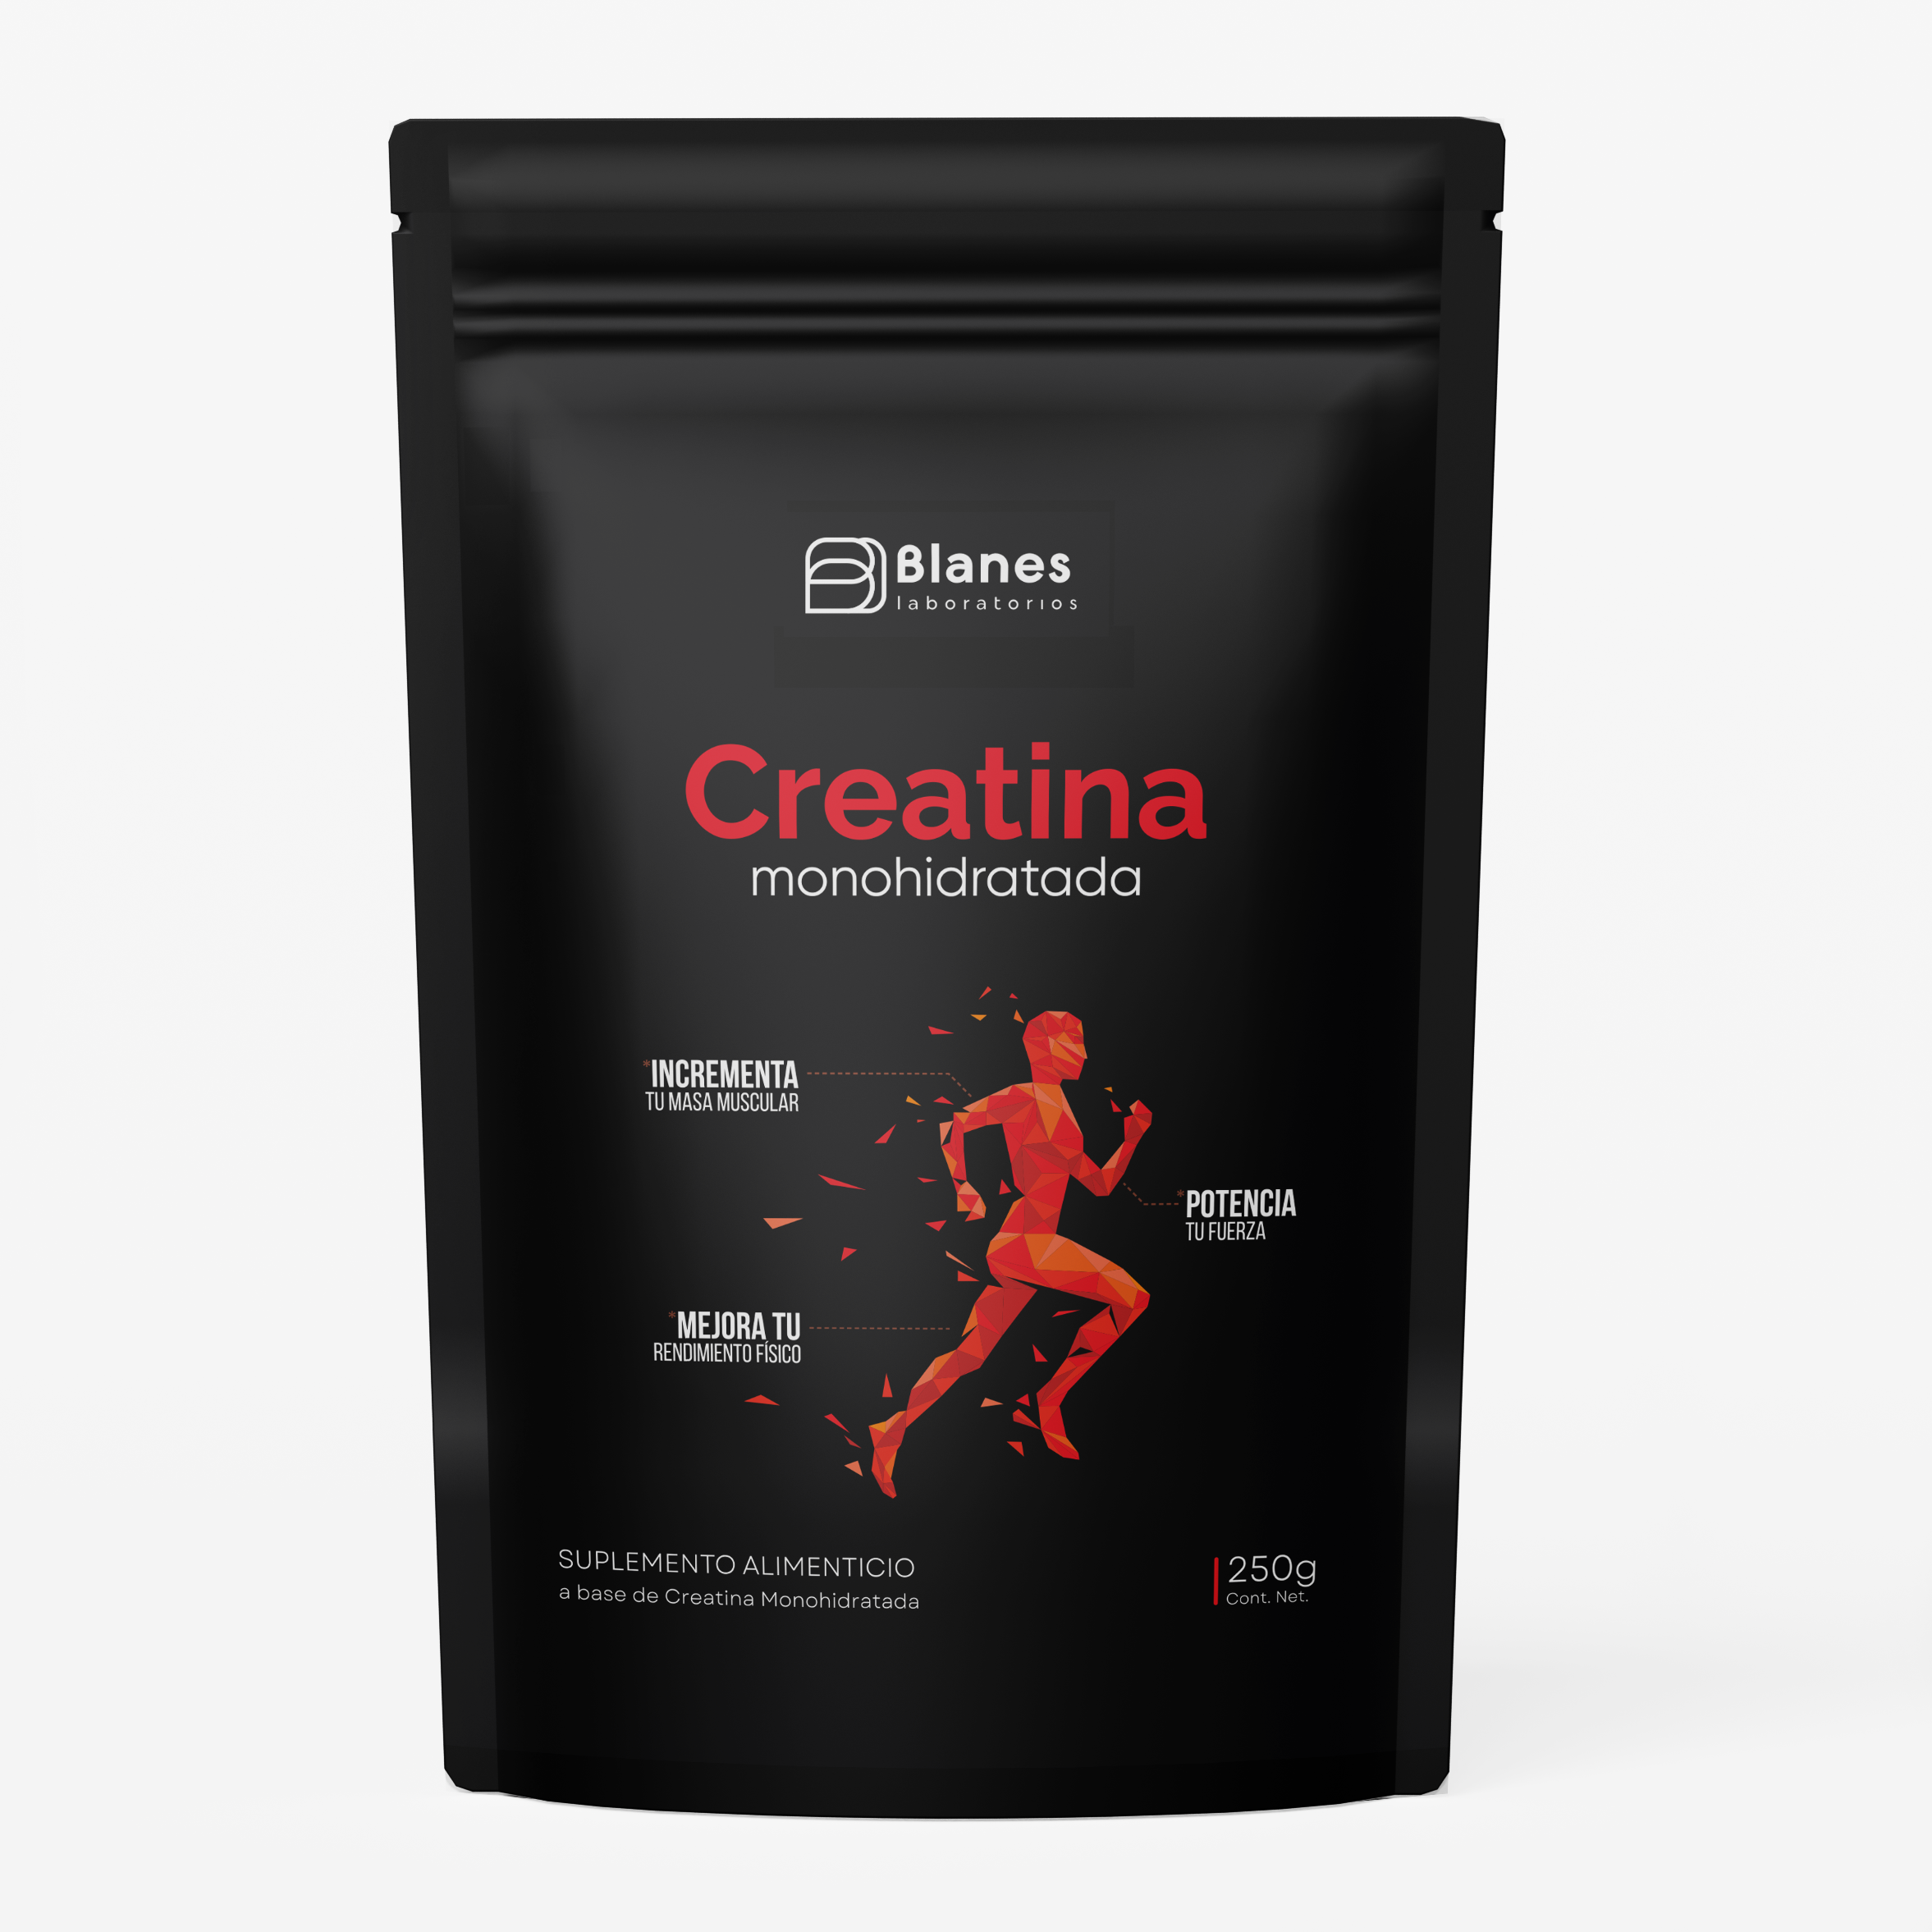 Blanes
laboratorios
Creatina
monohidratada
*INCREMENTA
TU MASA MUSCULAR
*POTENCIA
TU FUERZA
*MEJORA TU
RENDIMIENTO FÍSICO
SUPLEMENTO ALIMENTICIO
a base de Creatina Monohidratada
250g
Cont. Net.